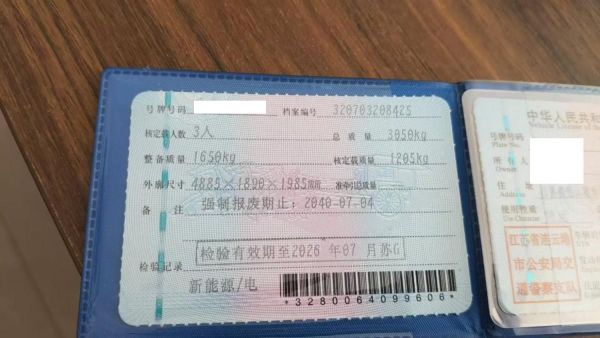 号牌号码
档案编号 320703208425
核定载人数 3人
总质量 3050kg
整备质量 1650kg
核定载质量 1205kg
外廓尺寸 4885×1890×1985mm
准牵引总质量
备注 强制报废期止：2040-07-04
检验有效期至2026 年07 月苏G
检验记录
新能源/电
*3280064099606*
中华人民共和
号牌号码
Plate No.
所有人
Owner
住址
Address
使用性质
Use Character
江苏省连云港
市公安局交
通警察支队